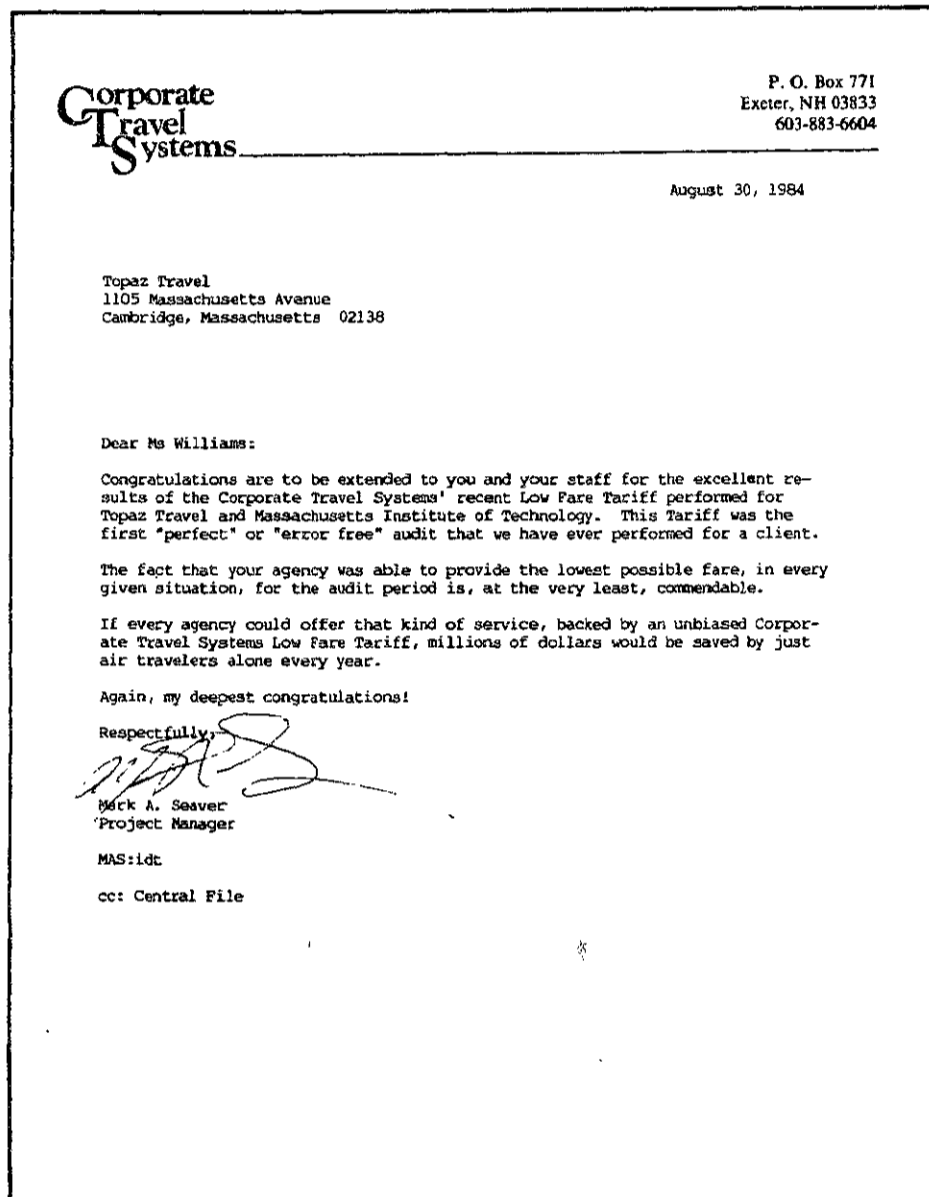 Corporate
Travel
Systems
P. O. Box 771
Exeter, NH 03833
603-883-6604
August 30, 1984
Topaz Travel
1105 Massachusetts Avenue
Cambridge, Massachusetts 02138
Dear Ms Williams:
Congratulations are to be extended to you and your staff for the excellent re-
sults of the Corporate Travel Systems' recent Low Fare Tariff performed for
Topaz Travel and Massachusetts Institute of Technology. This Tariff was the
first "perfect" or "error free" audit that we have ever performed for a client.
The fact that your agency was able to provide the lowest possible fare, in every
given situation, for the audit period is, at the very least, commendable.
If every agency could offer that kind of service, backed by an unbiased Corpor-
ate Travel Systems Low Fare Tariff, millions of dollars would be saved by just
air travelers alone every year.
Again, my deepest congratulations!
Respectfully,
Mark A. Seaver
Project Manager
MAS:idt
cc: Central File